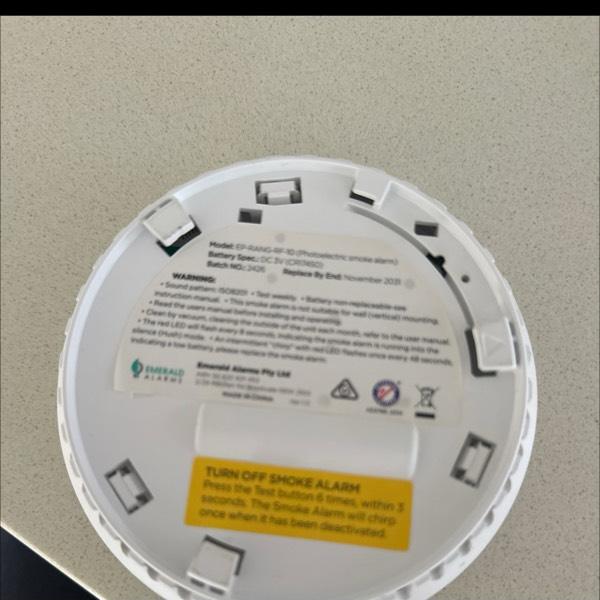 Model: EP-RANG-RF-10 (Photoelectric smoke alarm)
Battery Spec.: DC 3V (CR17450)
Batch NO.: 2426 Replace By End: November 2031
WARNING:
• Sound pattern: ISO8201 • Test weekly • Battery non-replaceable see
instruction manual. • This smoke alarm is not suitable for wall (vertical) mounting.
• Read the users manual before installing and operating.
• Clean by vacuum, cleaning the outside of the unit each month, refer to the user manual.
• The red LED will flash every 8 seconds, indicating the smoke alarm is running into the
silence (Hush) mode. • An intermittent "chirp" with red LED flashes once every 48 seconds,
indicating a low battery, please replace the smoke alarm.
EMERALD
ALARMS
Emerald Alarms Pty Ltd
Made in China
TURN OFF SMOKE ALARM
Press the Test button 6 times, within 3
seconds. The Smoke Alarm will chirp
once when it has been deactivated.